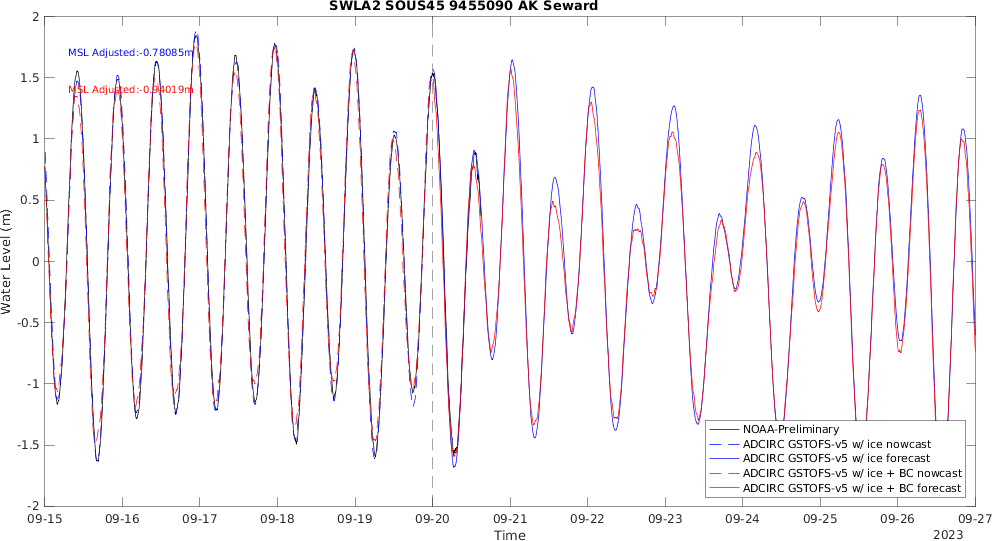 SWLA2 SOUS45 9455090 AK Seward
2
1.5
1
0.5
0
-0.5
-1
-1.5
-2
Water Level (m)
MSL Adjusted:-0.78085m
MSL Adjusted:-0.94019m
NOAA-Preliminary
ADCIRC GSTOFS-v5 w/ ice nowcast
ADCIRC GSTOFS-v5 w/ ice forecast
ADCIRC GSTOFS-v5 w/ ice + BC nowcast
ADCIRC GSTOFS-v5 w/ ice + BC forecast
09-15 09-16 09-17 09-18 09-19 09-20 09-21 09-22 09-23 09-24 09-25 09-26 09-27
Time
2023